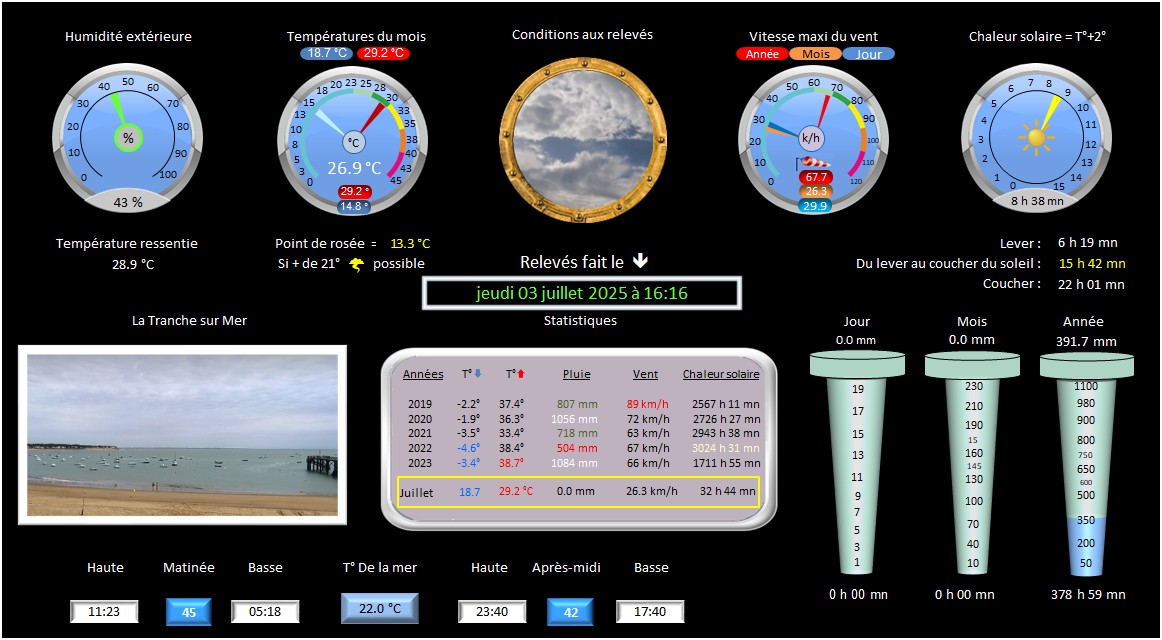 Humidité extérieure
Températures du mois
18.7 °C 29.2 °C
Conditions aux relevés
Vitesse maxi du vent
Année Mois Jour
Chaleur solaire = T°+2°
0 10 20 30 40 50 60 70 80 90 100
%
43 %
0 3 5 8 10 13 15 18 20 23 25 28 30 33 35 38 40 43 45
°C
26.9 °C
29.2 °
14.8 °
0 10 20 30 40 50 60 70 80 90 100 110 120
k/h
67.7
26.3
29.9
0 1 2 3 4 5 6 7 8 9 10 11 12 13 14 15
8 h 38 mn
Température ressentie
28.9 °C
Point de rosée = 13.3 °C
Si + de 21° possible
Relevés fait le
jeudi 03 juillet 2025 à 16:16
Lever : 6 h 19 mn
Du lever au coucher du soleil : 15 h 42 mn
Coucher : 22 h 01 mn
La Tranche sur Mer
Statistiques
Années T° T° Pluie Vent Chaleur solaire
2019 -2.2° 37.4° 807 mm 89 km/h 2567 h 11 mn
2020 -1.9° 36.3° 1056 mm 72 km/h 2726 h 27 mn
2021 -3.5° 33.4° 718 mm 63 km/h 2943 h 38 mn
2022 -4.6° 38.4° 504 mm 67 km/h 3024 h 31 mn
2023 -3.4° 38.7° 1084 mm 66 km/h 1711 h 55 mn
Juillet 18.7 29.2 °C 0.0 mm 26.3 km/h 32 h 44 mn
Jour
0.0 mm
19
17
15
13
11
9
7
5
3
1
0 h 00 mn
Mois
0.0 mm
230
210
190
15
160
145
130
100
70
40
10
0 h 00 mn
Année
391.7 mm
1100
980
900
800
750
650
600
500
350
200
50
378 h 59 mn
Haute Matinée Basse T° De la mer Haute Après-midi Basse
11:23 45 05:18 22.0 °C 23:40 42 17:40